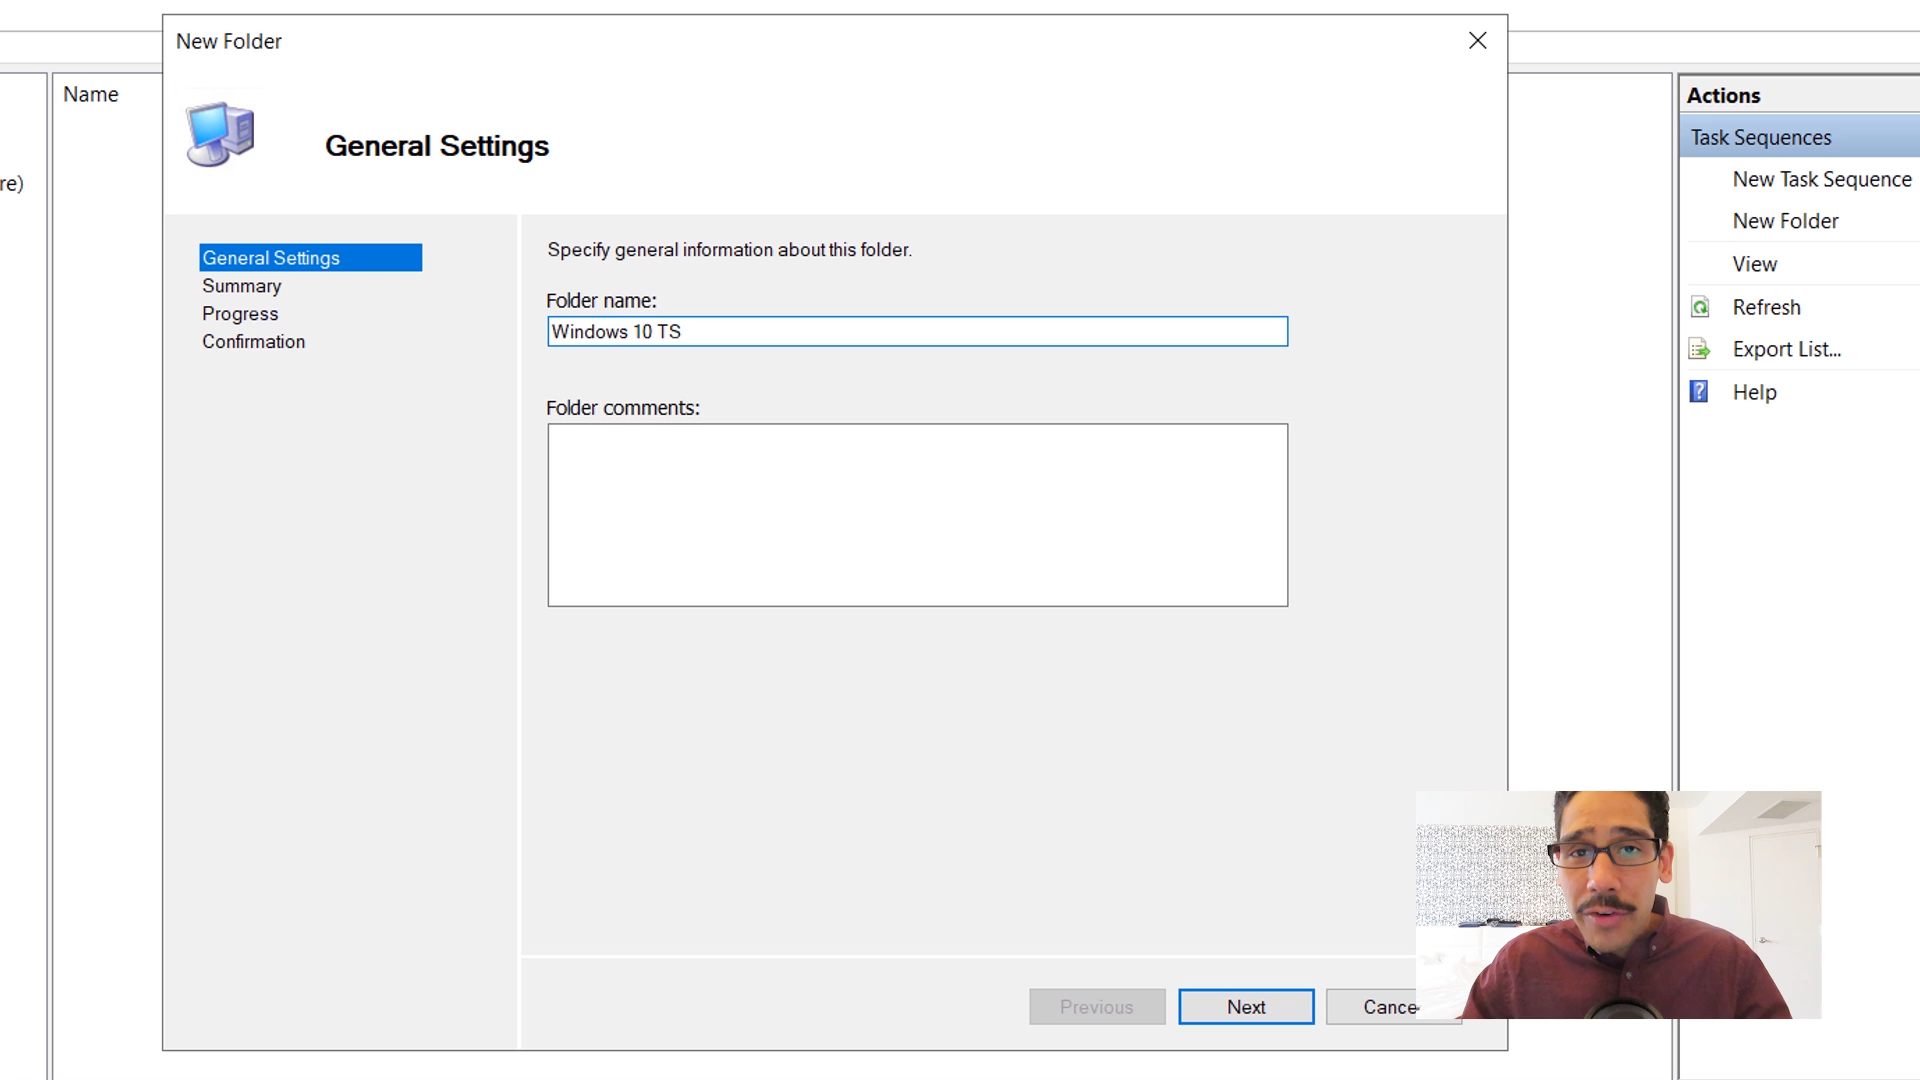 New Folder
Name
General Settings
re)
General Settings
Summary
Progress
Confirmation
Specify general information about this folder.
Folder name:
Windows 10 TS
Folder comments:
Previous
Next
Cance
Actions
Task Sequences
New Task Sequence
New Folder
View
Refresh
Export List...
Help